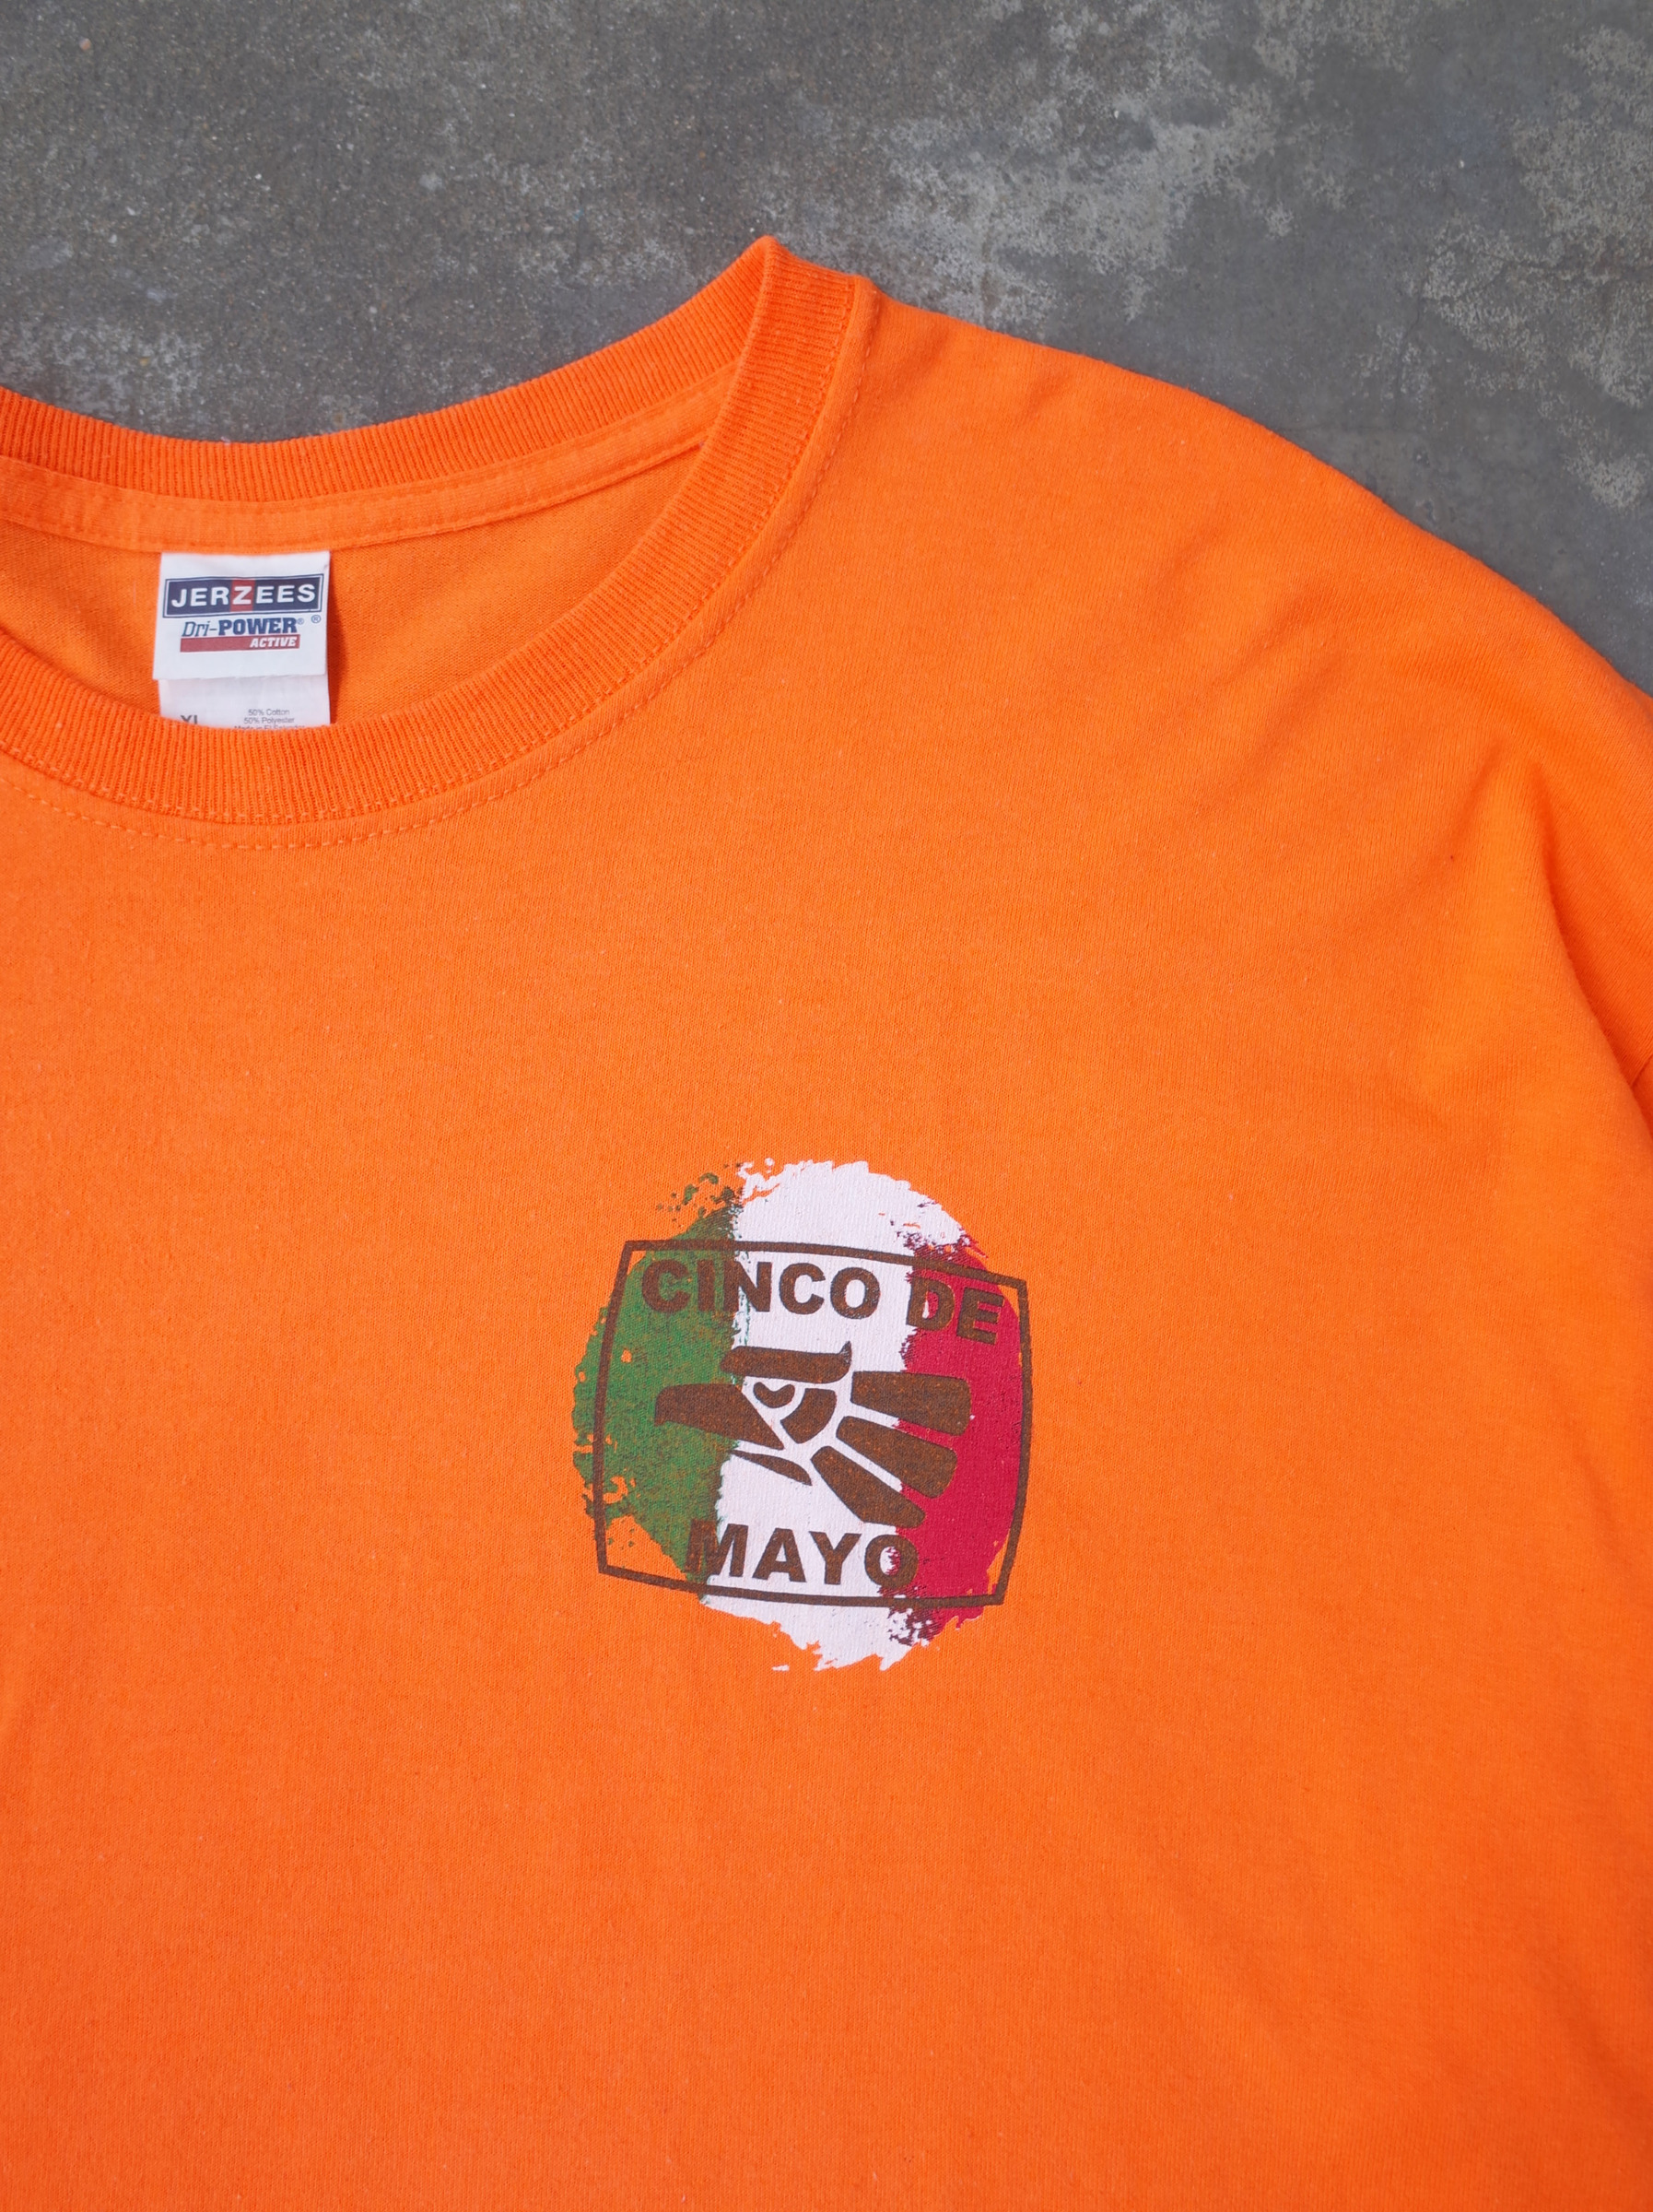 JERZEES
Dri-POWER® ®
ACTIVE
XL
50% Cotton
50% Polyester
CINCO DE
MAYO